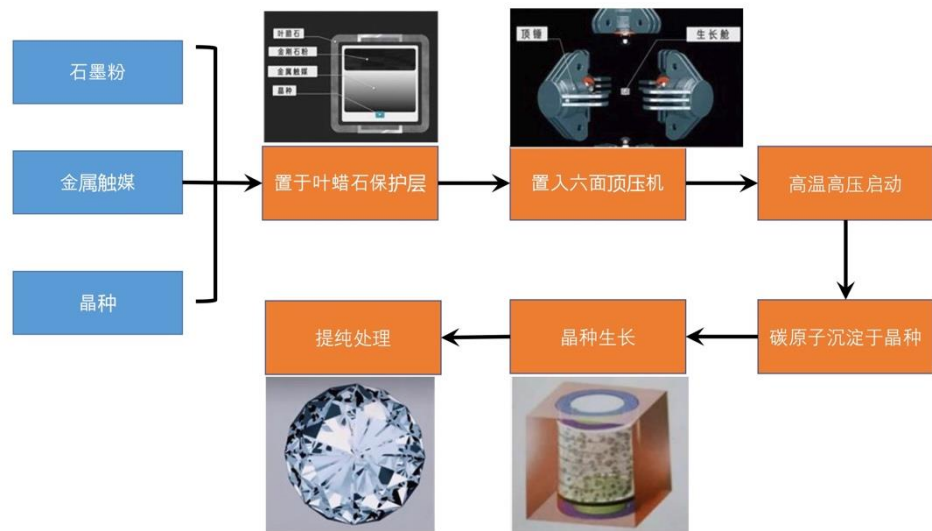 石墨粉
金属触媒
晶种
叶腊石
金刚石粉
金属触媒
晶种
顶锤
生长舱
置于叶蜡石保护层
置入六面顶压机
高温高压启动
碳原子沉淀于晶种
晶种生长
提纯处理